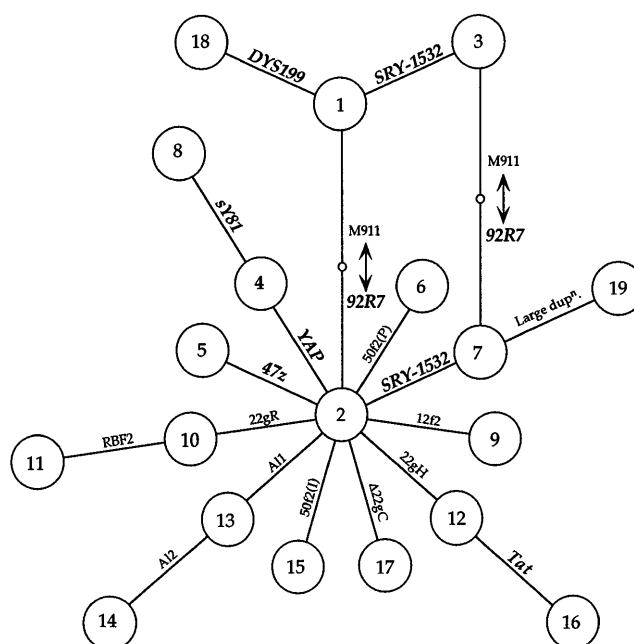 18
DYS199
3
SRY-1532
1
8
M911
sY81
92R7
M911
4
92R7
6
19
Large dupⁿ.
YAP
50f2(P)
5
47z
SRY-1532
7
2
22gR
12f2
RBF2
10
9
11
Al1
22gH
50f2(I)
Δ22gC
13
12
Al2
Tat
15
17
14
16